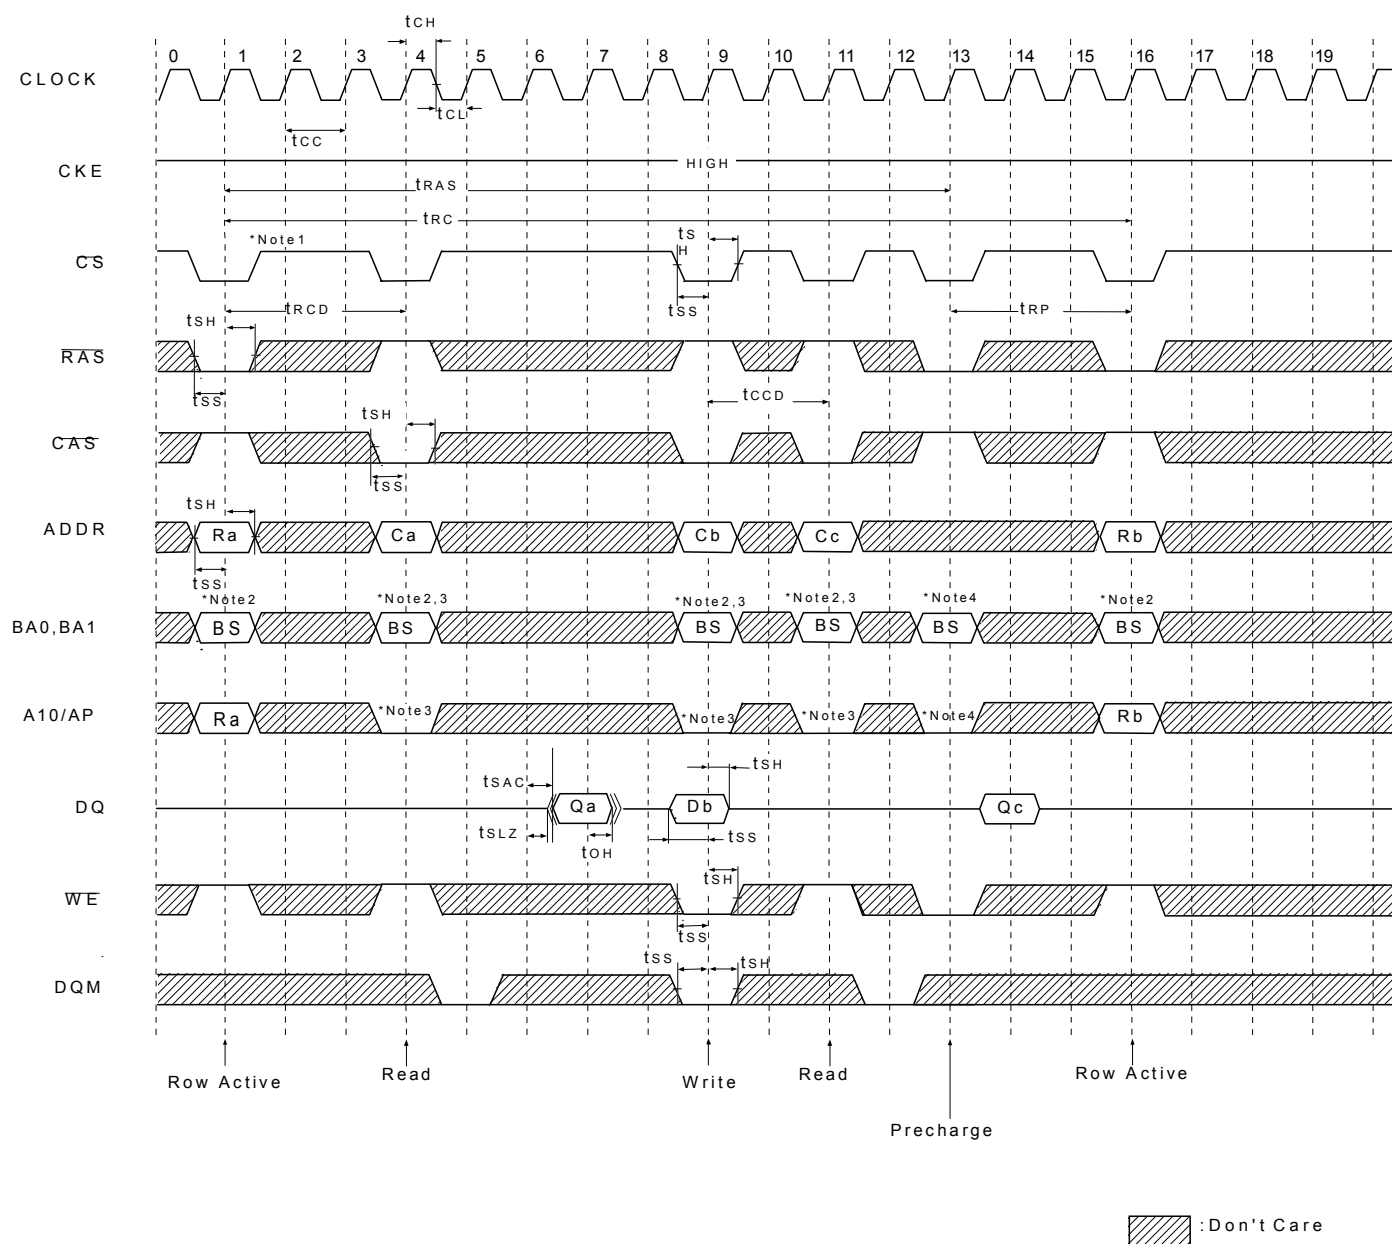 tCH
0 1 2 3 4 5 6 7 8 9 10 11 12 13 14 15 16 17 18 19
CLOCK
tCL
tCC
CKE
HIGH
tRAS
tRC
*Note1
tS
H
CS
tRCD
tSS
tRP
tSH
RAS
tSS
tCCD
tSH
CAS
tSS
tSH
ADDR
Ra Ca Cb Cc Rb
tSS
*Note2 *Note2,3 *Note2,3 *Note2,3 *Note4 *Note2
BA0,BA1
BS BS BS BS BS BS
A10/AP
Ra *Note3 *Note3 *Note3 *Note4 Rb
tSH
tSAC
DQ
Qa Db Qc
tSLZ
tSS
tOH
tSH
WE
tSS
tSS tSH
DQM
Row Active Read Write Read Row Active
Precharge
:Don't Care